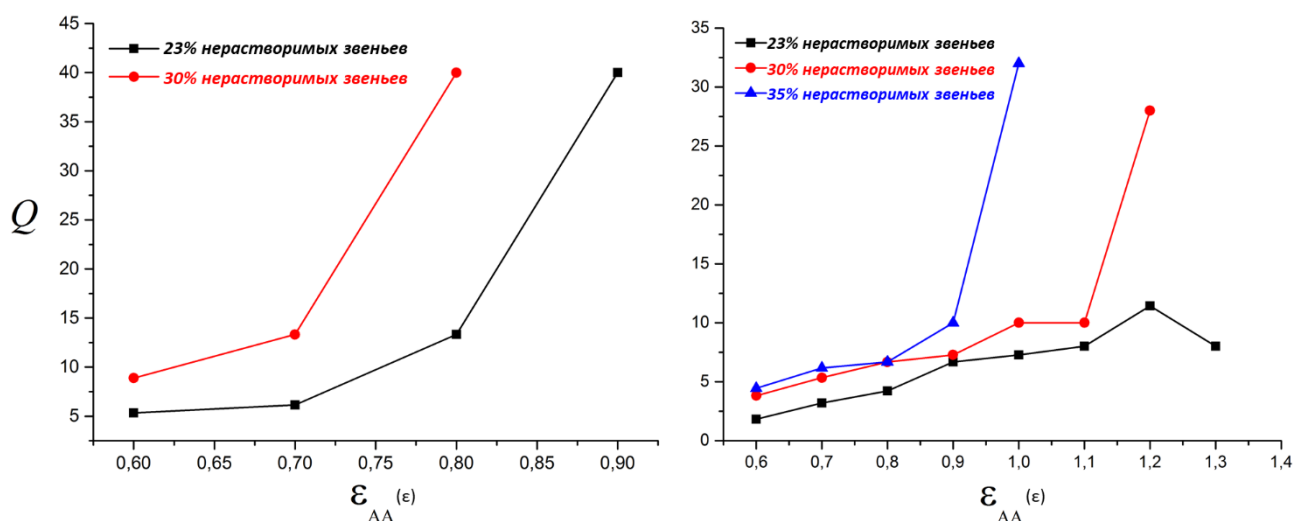 45
40
35
30
25
20
15
10
5
Q
23% нерастворимых звеньев
30% нерастворимых звеньев
0,60 0,65 0,70 0,75 0,80 0,85 0,90
ε AA (ε)
35
30
25
20
15
10
5
0
23% нерастворимых звеньев
30% нерастворимых звеньев
35% нерастворимых звеньев
0,6 0,7 0,8 0,9 1,0 1,1 1,2 1,3 1,4
ε AA (ε)